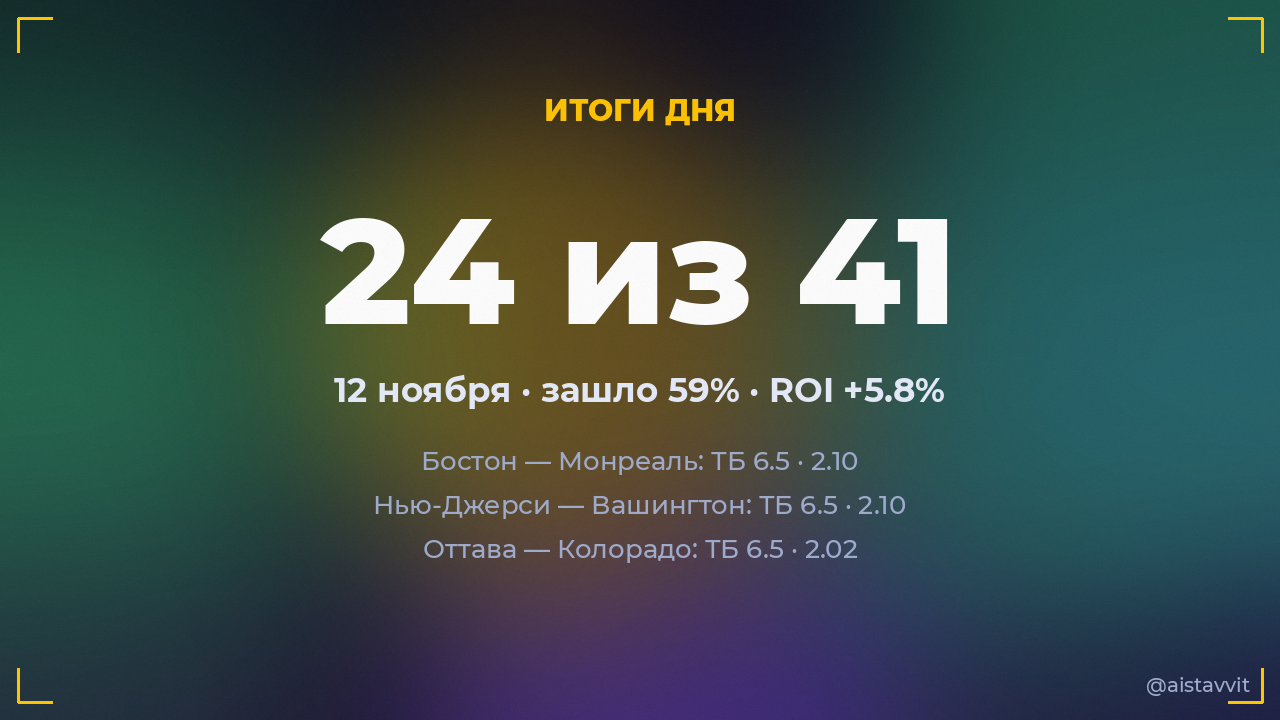 ИТОГИ ДНЯ
24 из 41
12 ноября · зашло 59% · ROI +5.8%
Бостон — Монреаль: ТБ 6.5 · 2.10
Нью-Джерси — Вашингтон: ТБ 6.5 · 2.10
Оттава — Колорадо: ТБ 6.5 · 2.02
@aistavvit